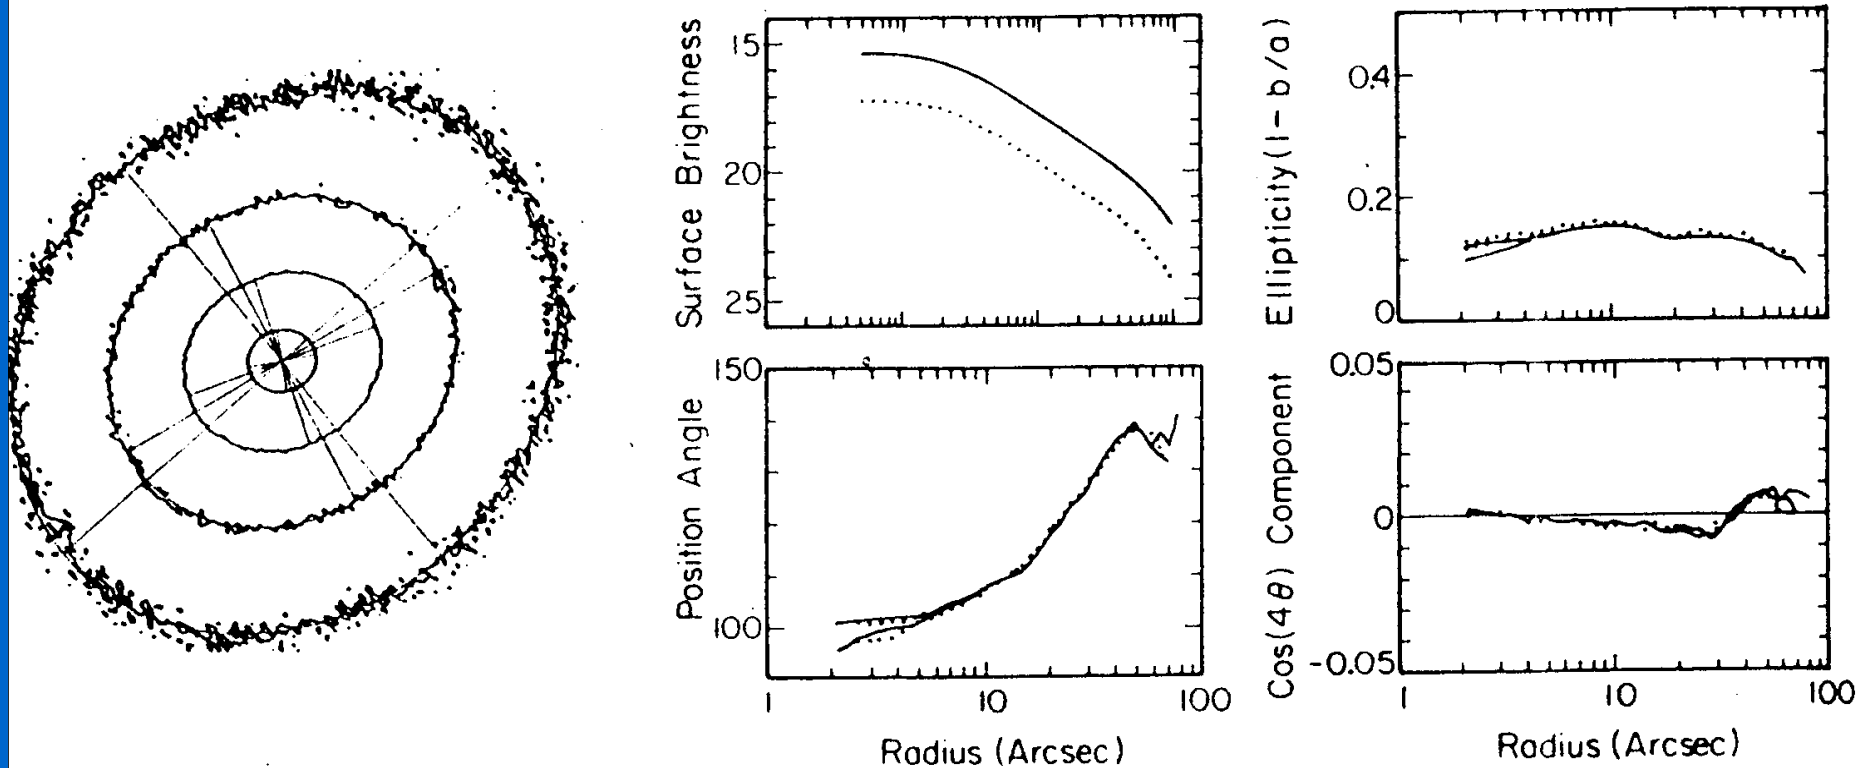 Surface Brightness
15
20
25
Ellipticity (1 - b/a)
0.4
0.2
0
Position Angle
150
100
1
10
100
Radius (Arcsec)
Cos(4θ) Component
0.05
0
-0.05
1
10
100
Radius (Arcsec)